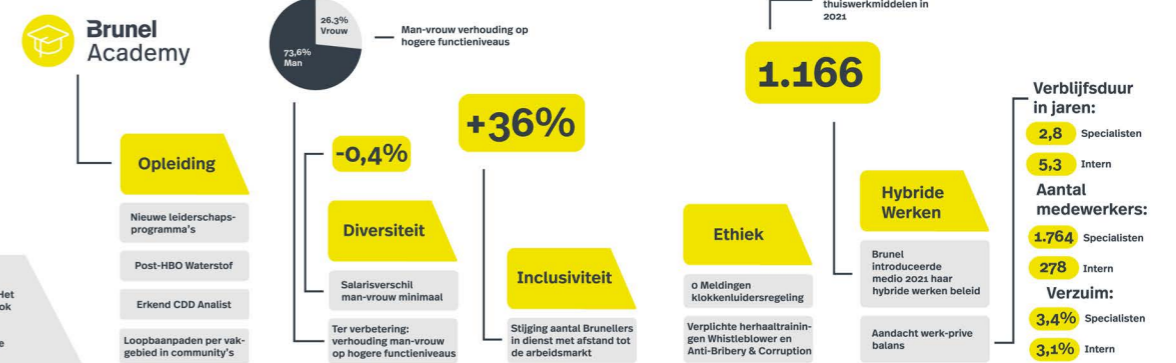 Brunel
Academy
Opleiding
Nieuwe leiderschaps-
programma's
Post-HBO Waterstof
Erkend CDD Analist
Loopbaanpaden per vak-
gebied in community's
26.3%
Vrouw
73,6%
Man
Man-vrouw verhouding op
hogere functieniveaus
-0,4%
Diversiteit
Salarisverschil
man-vrouw minimaal
Ter verbetering:
verhouding man-vrouw
op hogere functieniveaus
+36%
Inclusiviteit
Stijging aantal Brunellers
in dienst met afstand tot
de arbeidsmarkt
Ethiek
0 Meldingen
klokkenluidersregeling
Verplichte herhaaltrainin-
gen Whistleblower en
Anti-Bribery & Corruption
thuiswerkmiddelen in
2021
1.166
Hybride
Werken
Brunel
introduceerde
medio 2021 haar
hybride werken beleid
Aandacht werk-prive
balans
Verblijfsduur
in jaren:
2,8 Specialisten
5,3 Intern
Aantal
medewerkers:
1.764 Specialisten
278 Intern
Verzuim:
3,4% Specialisten
3,1% Intern